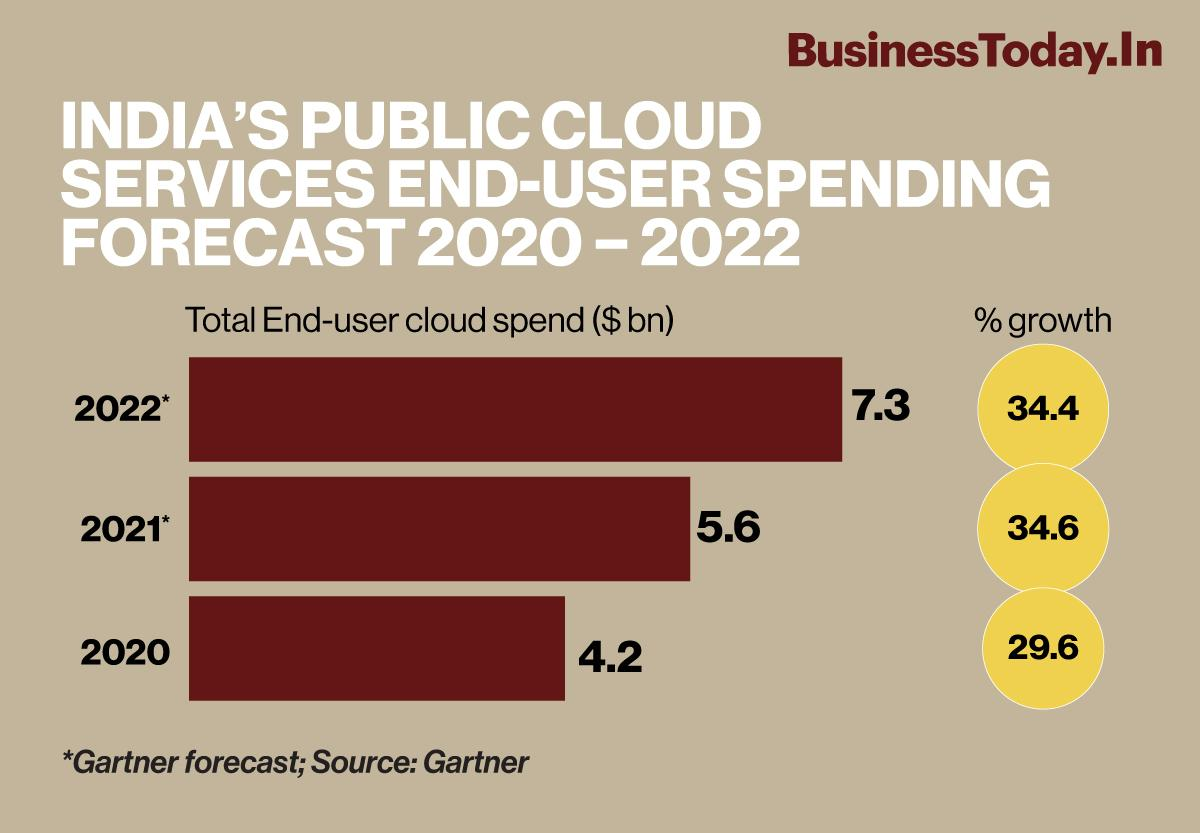 BusinessToday.In
INDIA’S PUBLIC CLOUD
SERVICES END-USER SPENDING
FORECAST 2020 – 2022
Total End-user cloud spend ($ bn) % growth
2022* 7.3 34.4
2021* 5.6 34.6
2020 4.2 29.6
*Gartner forecast; Source: Gartner